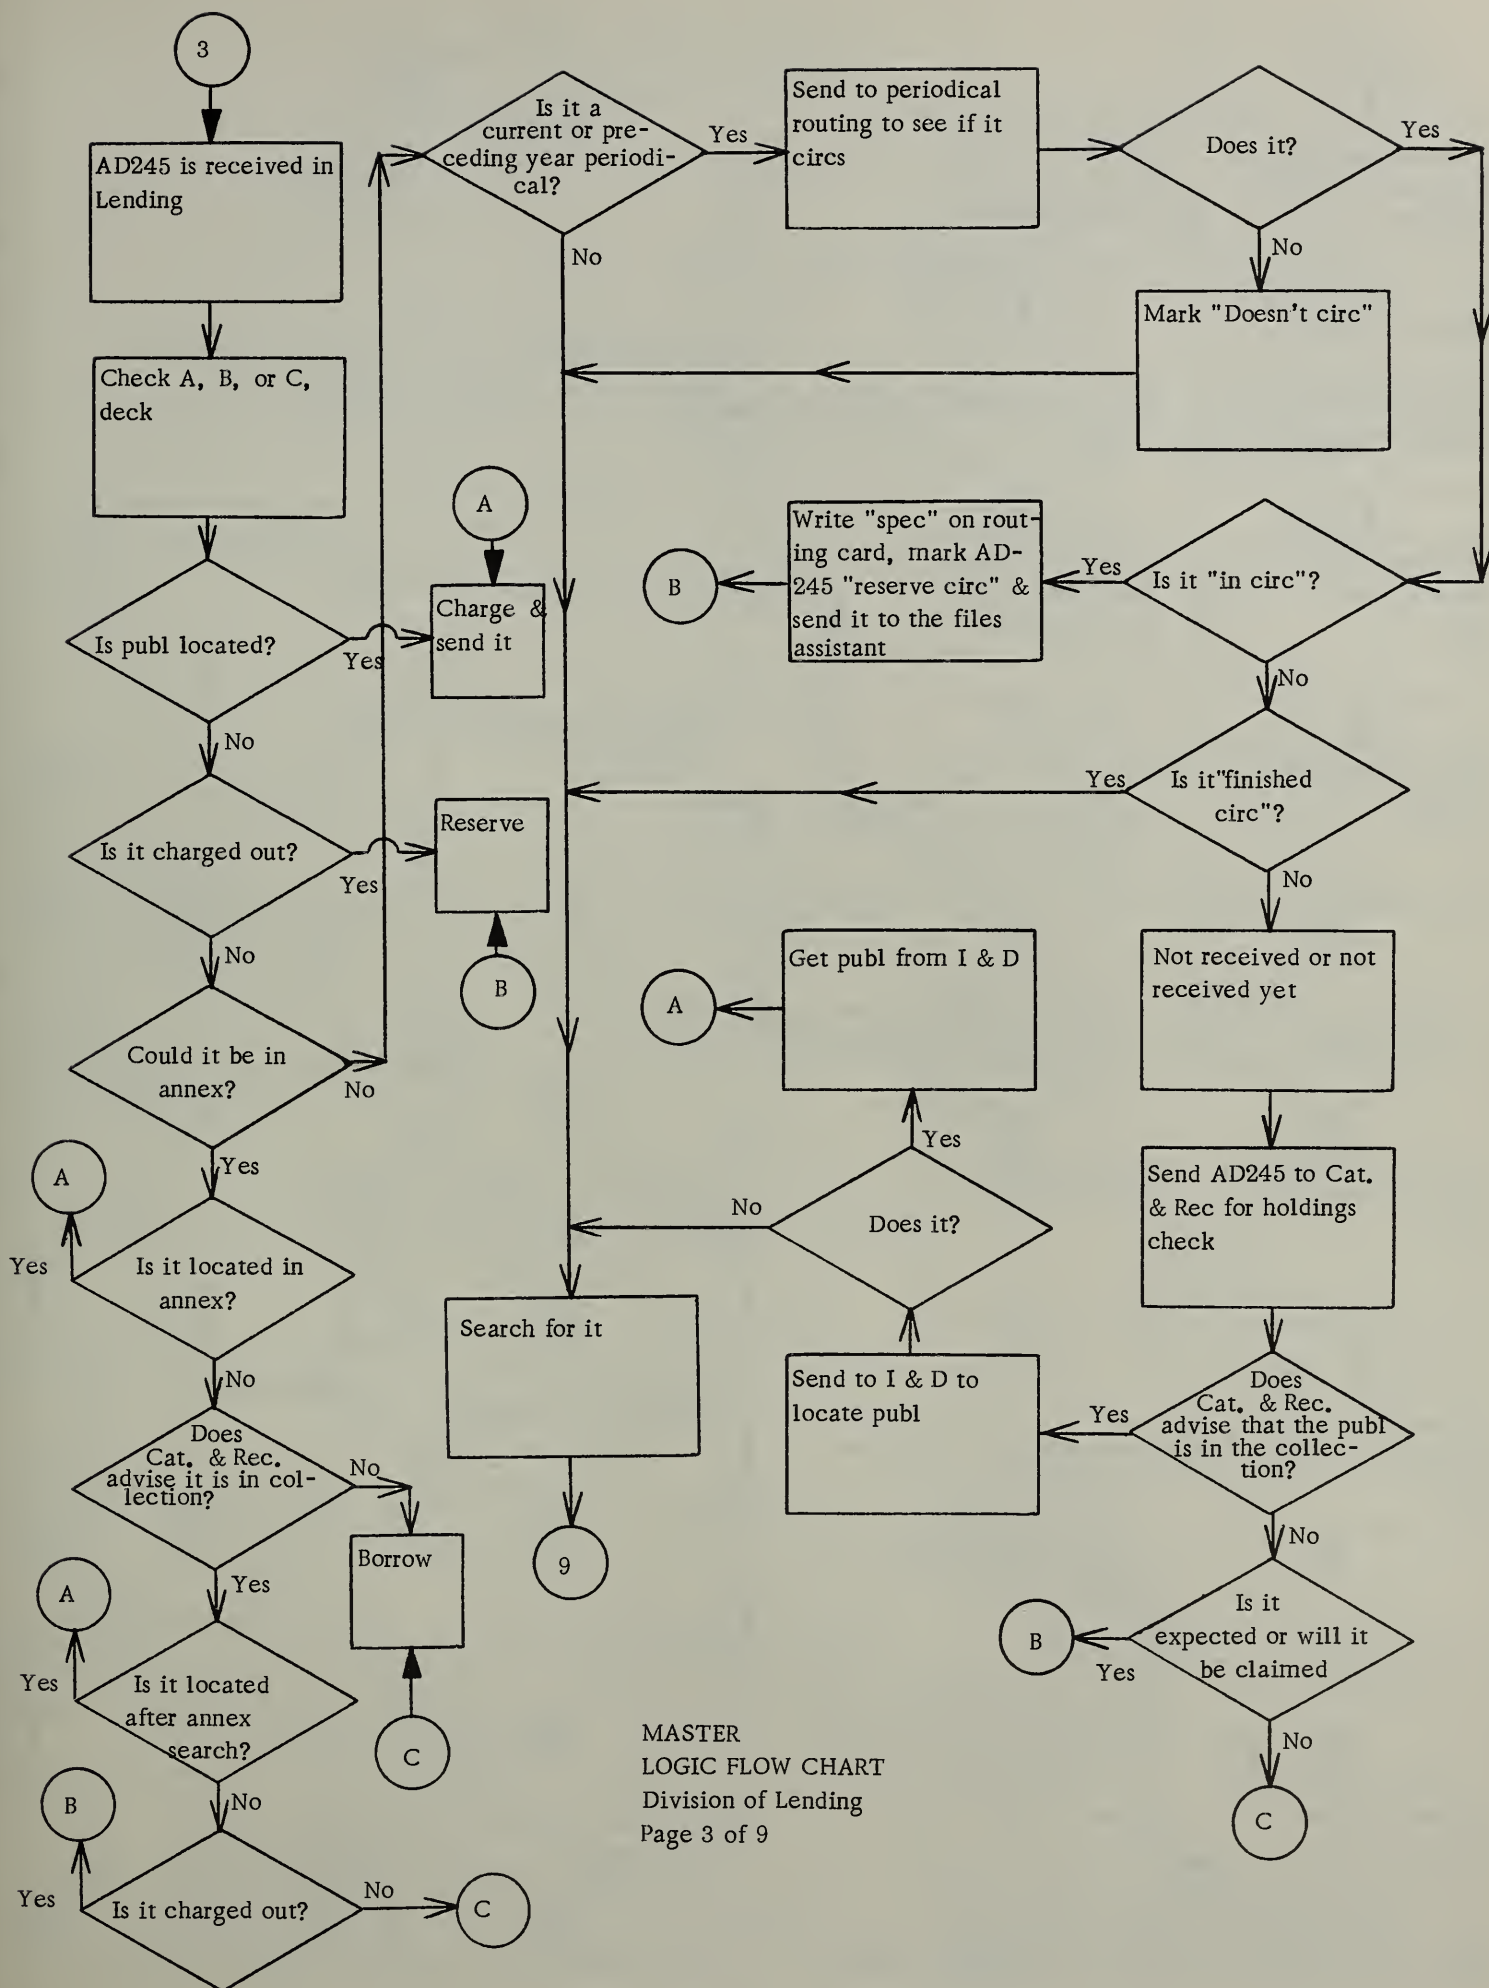 3
AD245 is received in
Lending
Check A, B, or C,
deck
Is publ located?
Yes
No
A
Charge &
send it
Is it charged out?
Yes
No
Reserve
B
Could it be in
annex?
No
Yes
A
Yes
Is it located in
annex?
No
Does
Cat. & Rec.
advise it is in col-
lection?
No
Borrow
C
Yes
A
Yes
Is it located
after annex
search?
No
B
Yes
Is it charged out?
No
C
Is it a
current or pre-
ceding year periodi-
cal?
Yes
No
Send to periodical
routing to see if it
circs
Does it?
Yes
No
Mark "Doesn't circ"
Is it "in circ"?
Yes
Write "spec" on rout-
ing card, mark AD-
245 "reserve circ" &
send it to the files
assistant
B
No
Is it"finished
circ"?
Yes
No
Not received or not
received yet
Send AD245 to Cat.
& Rec for holdings
check
Does
Cat. & Rec.
advise that the publ
is in the collec-
tion?
Yes
Send to I & D to
locate publ
Does it?
Yes
Get publ from I & D
A
No
Search for it
9
No
Is it
expected or will it
be claimed
Yes
B
No
C
MASTER
LOGIC FLOW CHART
Division of Lending
Page 3 of 9